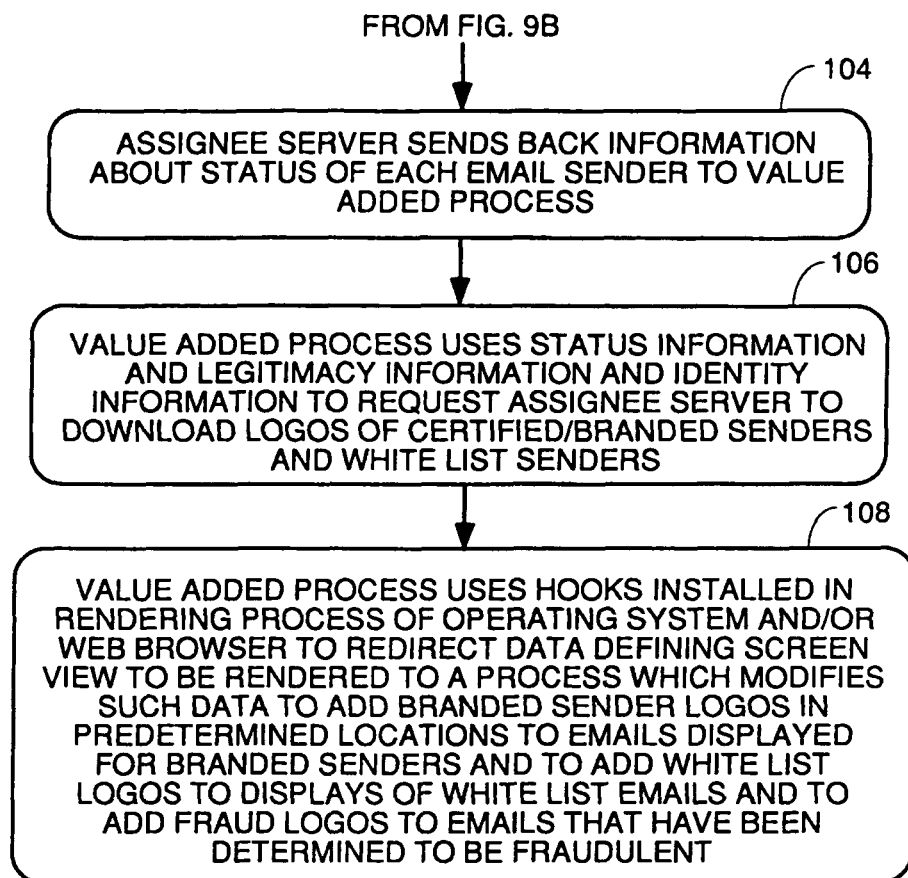 FROM FIG. 9B
104
ASSIGNEE SERVER SENDS BACK INFORMATION
ABOUT STATUS OF EACH EMAIL SENDER TO VALUE
ADDED PROCESS
106
VALUE ADDED PROCESS USES STATUS INFORMATION
AND LEGITIMACY INFORMATION AND IDENTITY
INFORMATION TO REQUEST ASSIGNEE SERVER TO
DOWNLOAD LOGOS OF CERTIFIED/BRANDED SENDERS
AND WHITE LIST SENDERS
108
VALUE ADDED PROCESS USES HOOKS INSTALLED IN
RENDERING PROCESS OF OPERATING SYSTEM AND/OR
WEB BROWSER TO REDIRECT DATA DEFINING SCREEN
VIEW TO BE RENDERED TO A PROCESS WHICH MODIFIES
SUCH DATA TO ADD BRANDED SENDER LOGOS IN
PREDETERMINED LOCATIONS TO EMAILS DISPLAYED
FOR BRANDED SENDERS AND TO ADD WHITE LIST
LOGOS TO DISPLAYS OF WHITE LIST EMAILS AND TO
ADD FRAUD LOGOS TO EMAILS THAT HAVE BEEN
DETERMINED TO BE FRAUDULENT